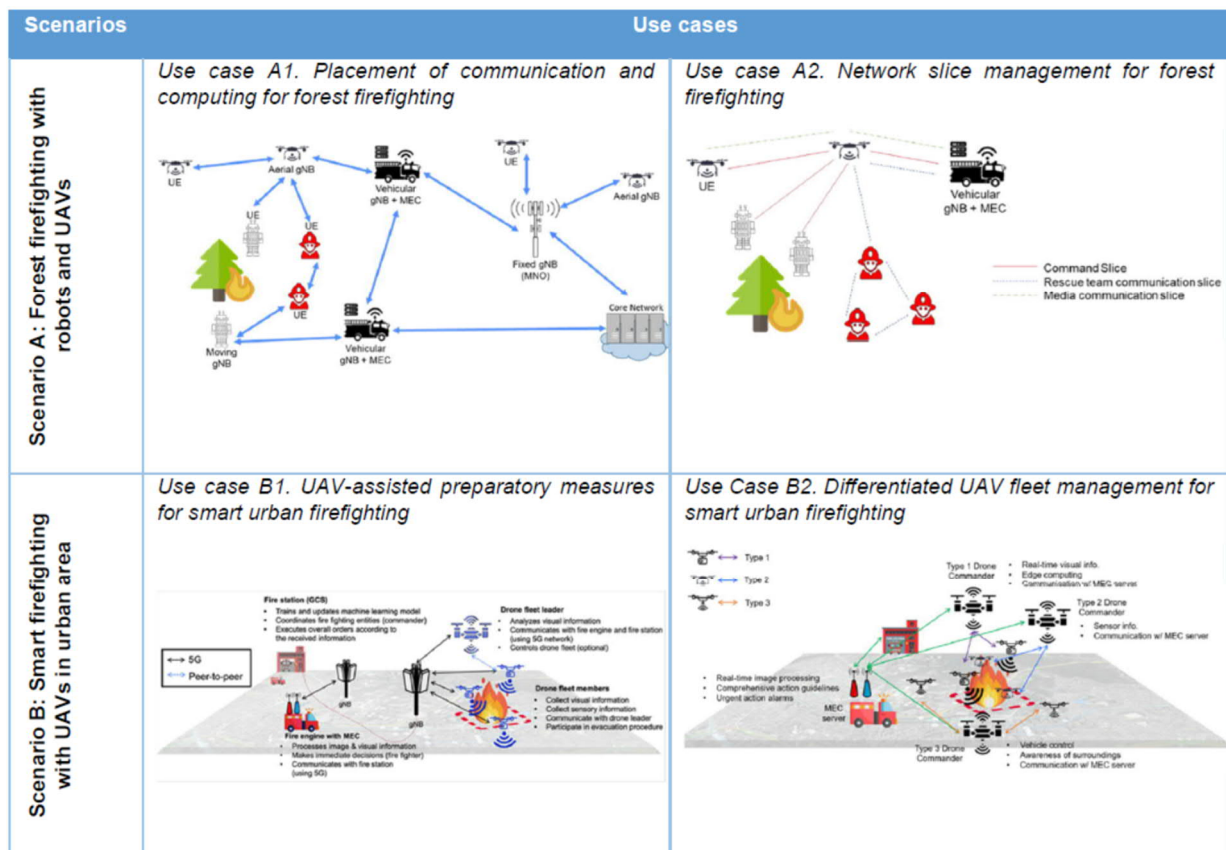 Scenarios
Use cases
Scenario A: Forest firefighting with
robots and UAVs
Use case A1. Placement of communication and
computing for forest firefighting
UE
Aerial gNB
Vehicular
gNB + MEC
UE
Aerial gNB
UE
UE
Fixed gNB
(MNO)
UE
Moving
gNB
Vehicular
gNB + MEC
Core Network
Use case A2. Network slice management for forest
firefighting
UE
Vehicular
gNB + MEC
Command Slice
Rescue team communication slice
Media communication slice
Scenario B: Smart firefighting
with UAVs in urban area
Use case B1. UAV-assisted preparatory measures
for smart urban firefighting
Fire station (GCS)
• Trains and updates machine learning model
• Coordinates fire fighting entities (commander)
• Executes overall orders according to
the received information
Drone fleet leader
• Analyzes visual information
• Communicates with fire engine and fire station
(using 5G network)
• Controls drone fleet (optional)
5G
Peer-to-peer
gNB
gNB
Drone fleet members
• Collect visual information
• Collect sensory information
• Communicate with drone leader
• Participate in evacuation procedure
Fire engine with MEC
• Processes image & visual information
• Makes immediate decisions (fire fighter)
• Communicates with fire station
(using 5G)
Use Case B2. Differentiated UAV fleet management for
smart urban firefighting
Type 1
Type 2
Type 3
Type 1 Drone
Commander
• Real-time visual info.
• Edge computing
• Communication w/ MEC server
Type 2 Drone
Commander
• Sensor info.
• Communication w/ MEC server
• Real-time image processing
• Comprehensive action guidelines
• Urgent action alarms
MEC
server
Type 3 Drone
Commander
• Vehicle control
• Awareness of surroundings
• Communication w/ MEC server